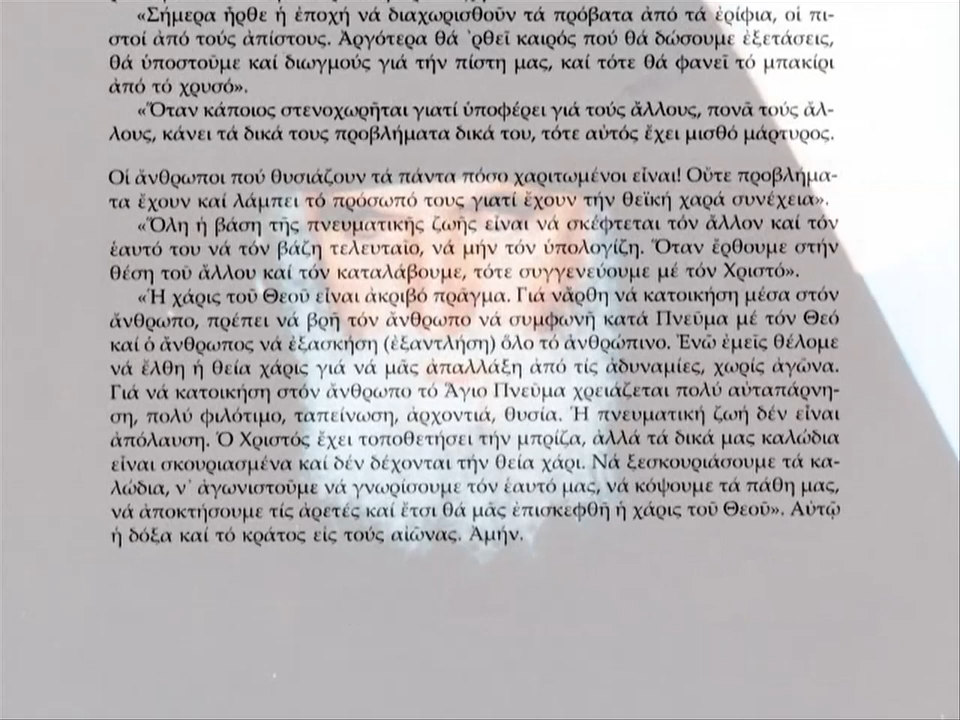 «Σήμερα ἦρθε ἡ ἐποχή νά διαχωρισθοῦν τά πρόβατα ἀπό τά ἐρίφια, οἱ πι-
στοί ἀπό τούς ἀπίστους. Ἀργότερα θά ᾿ρθεῖ καιρός πού θά δώσουμε ἐξετάσεις,
θά ὑποστοῦμε καί διωγμούς γιά τήν πίστη μας, καί τότε θά φανεῖ τό μπακίρι
ἀπό τό χρυσό».
«Ὅταν κάποιος στενοχωρῆται γιατί ὑποφέρει γιά τούς ἄλλους, πονᾶ τούς ἄλ-
λους, κάνει τά δικά τους προβλήματα δικά του, τότε αὐτός ἔχει μισθό μάρτυρος.
Οἱ ἄνθρωποι πού θυσιάζουν τά πάντα πόσο χαριτωμένοι εἶναι! Οὔτε προβλήμα-
τα ἔχουν καί λάμπει τό πρόσωπό τους γιατί ἔχουν τήν θεϊκή χαρά συνέχεια».
«Ὅλη ἡ βάση τῆς πνευματικῆς ζωῆς εἶναι νά σκέφτεται τόν ἄλλον καί τόν
ἑαυτό του νά τόν βάζη τελευταῖο, νά μήν τόν ὑπολογίζη. Ὅταν ἔρθουμε στήν
θέση τοῦ ἄλλου καί τόν καταλάβουμε, τότε συγγενεύουμε μέ τόν Χριστό».
«Ἡ χάρις τοῦ Θεοῦ εἶναι ἀκριβό πράγμα. Γιά νἄρθη νά κατοικήση μέσα στόν
ἄνθρωπο, πρέπει νά βρῆ τόν ἄνθρωπο νά συμφωνῆ κατά Πνεῦμα μέ τόν Θεό
καί ὁ ἄνθρωπος νά ἐξασκήση (ἐξαντλήση) ὅλο τό ἀνθρώπινο. Ἐνῶ ἐμεῖς θέλομε
νά ἔλθη ἡ θεία χάρις γιά νά μᾶς ἀπαλλάξη ἀπό τίς ἀδυναμίες, χωρίς ἀγώνα.
Γιά νά κατοικήση στόν ἄνθρωπο τό Ἅγιο Πνεῦμα χρειάζεται πολύ αὐταπάρνη-
ση, πολύ φιλότιμο, ταπείνωση, ἀρχοντιά, θυσία. Ἡ πνευματική ζωή δέν εἶναι
ἀπόλαυση. Ὁ Χριστός ἔχει τοποθετήσει τήν μπρίζα, ἀλλά τά δικά μας καλώδια
εἶναι σκουριασμένα καί δέν δέχονται τήν θεία χάρι. Νά ξεσκουριάσουμε τά κα-
λώδια, ν᾿ ἀγωνιστοῦμε νά γνωρίσουμε τόν ἑαυτό μας, νά κόψουμε τά πάθη μας,
νά ἀποκτήσουμε τίς ἀρετές καί ἔτσι θά μᾶς ἐπισκεφθῆ ἡ χάρις τοῦ Θεοῦ». Αὐτῷ
ἡ δόξα καί τό κράτος εἰς τούς αἰῶνας. Ἀμήν.